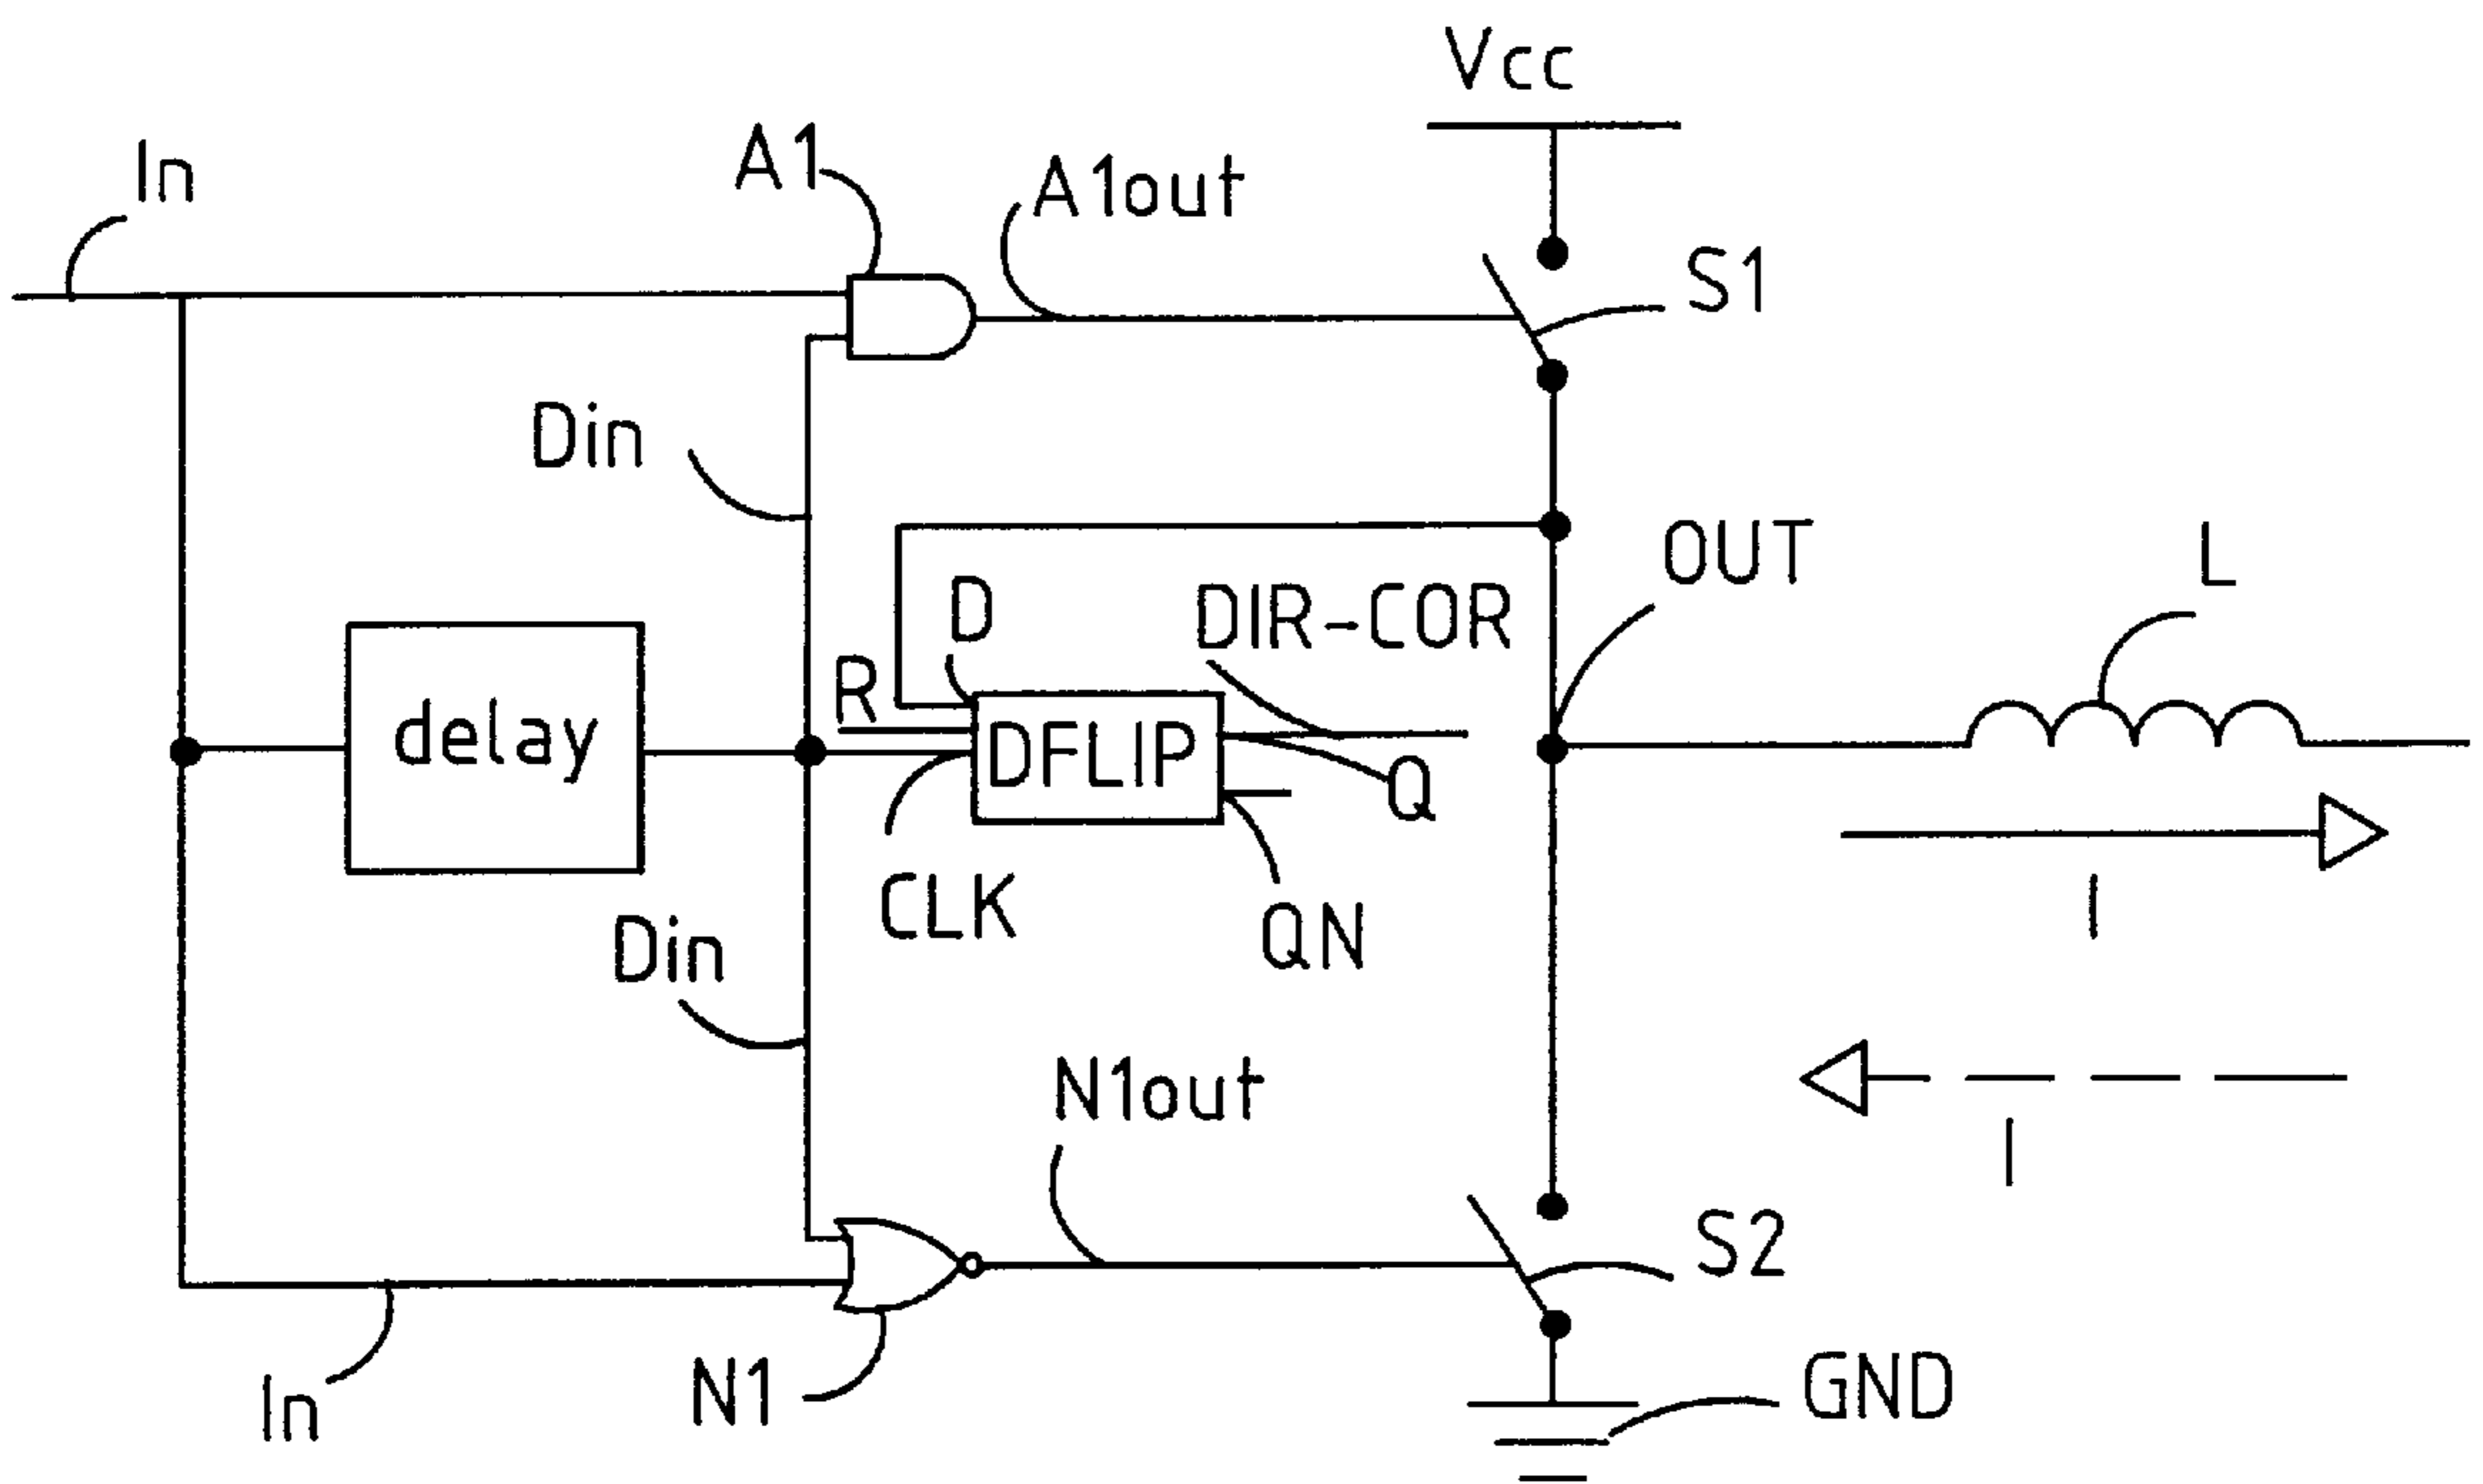 Vcc
In
A1
A1out
S1
Din
OUT
L
D
DIR-COR
R
delay
DFLIP
Q
CLK
QN
I
Din
N1out
I
S2
N1
In
GND